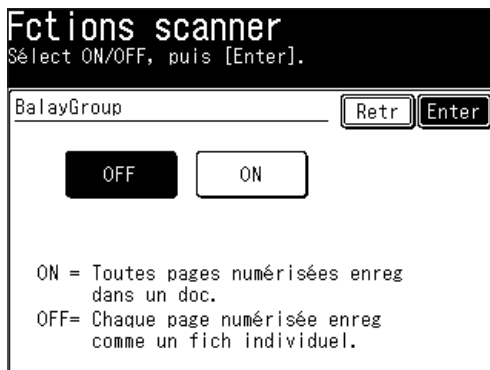 Fctions scanner
Sélect ON/OFF, puis [Enter].
BalayGroup
Retr
Enter
OFF
ON
ON = Toutes pages numérisées enreg
dans un doc.
OFF= Chaque page numérisée enreg
comme un fich individuel.